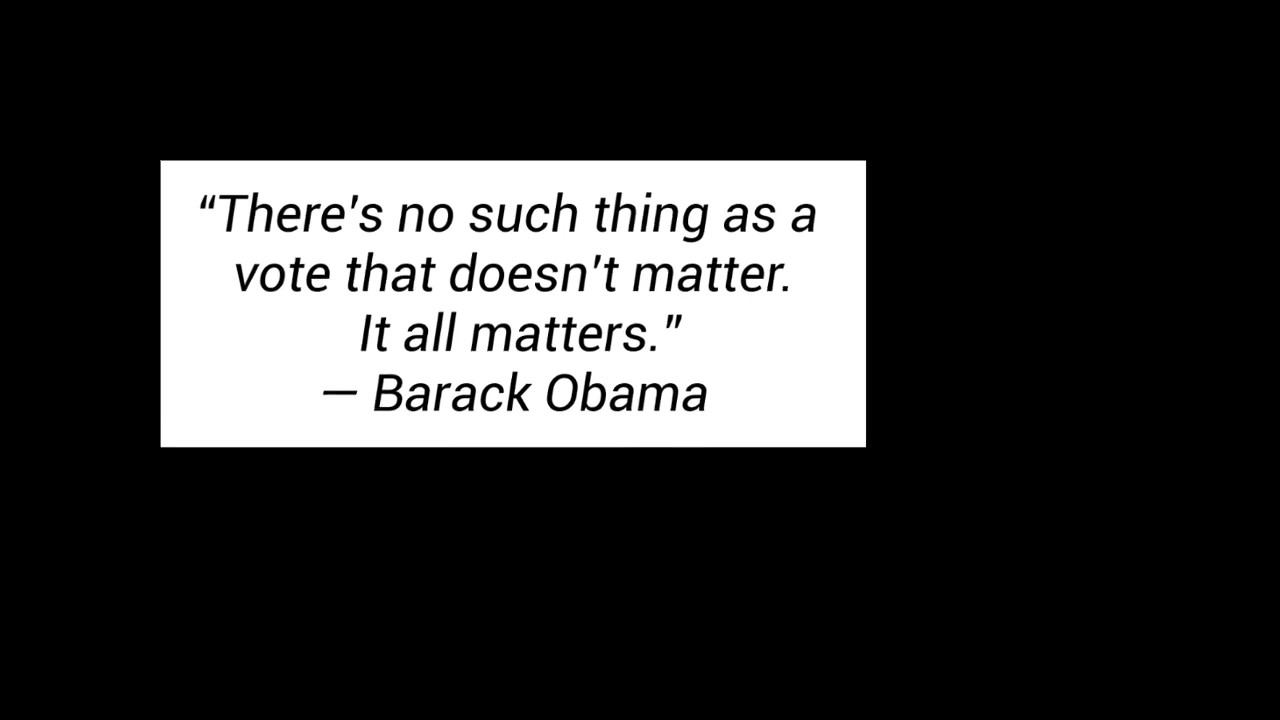 “There's no such thing as a
vote that doesn't matter.
It all matters."
— Barack Obama